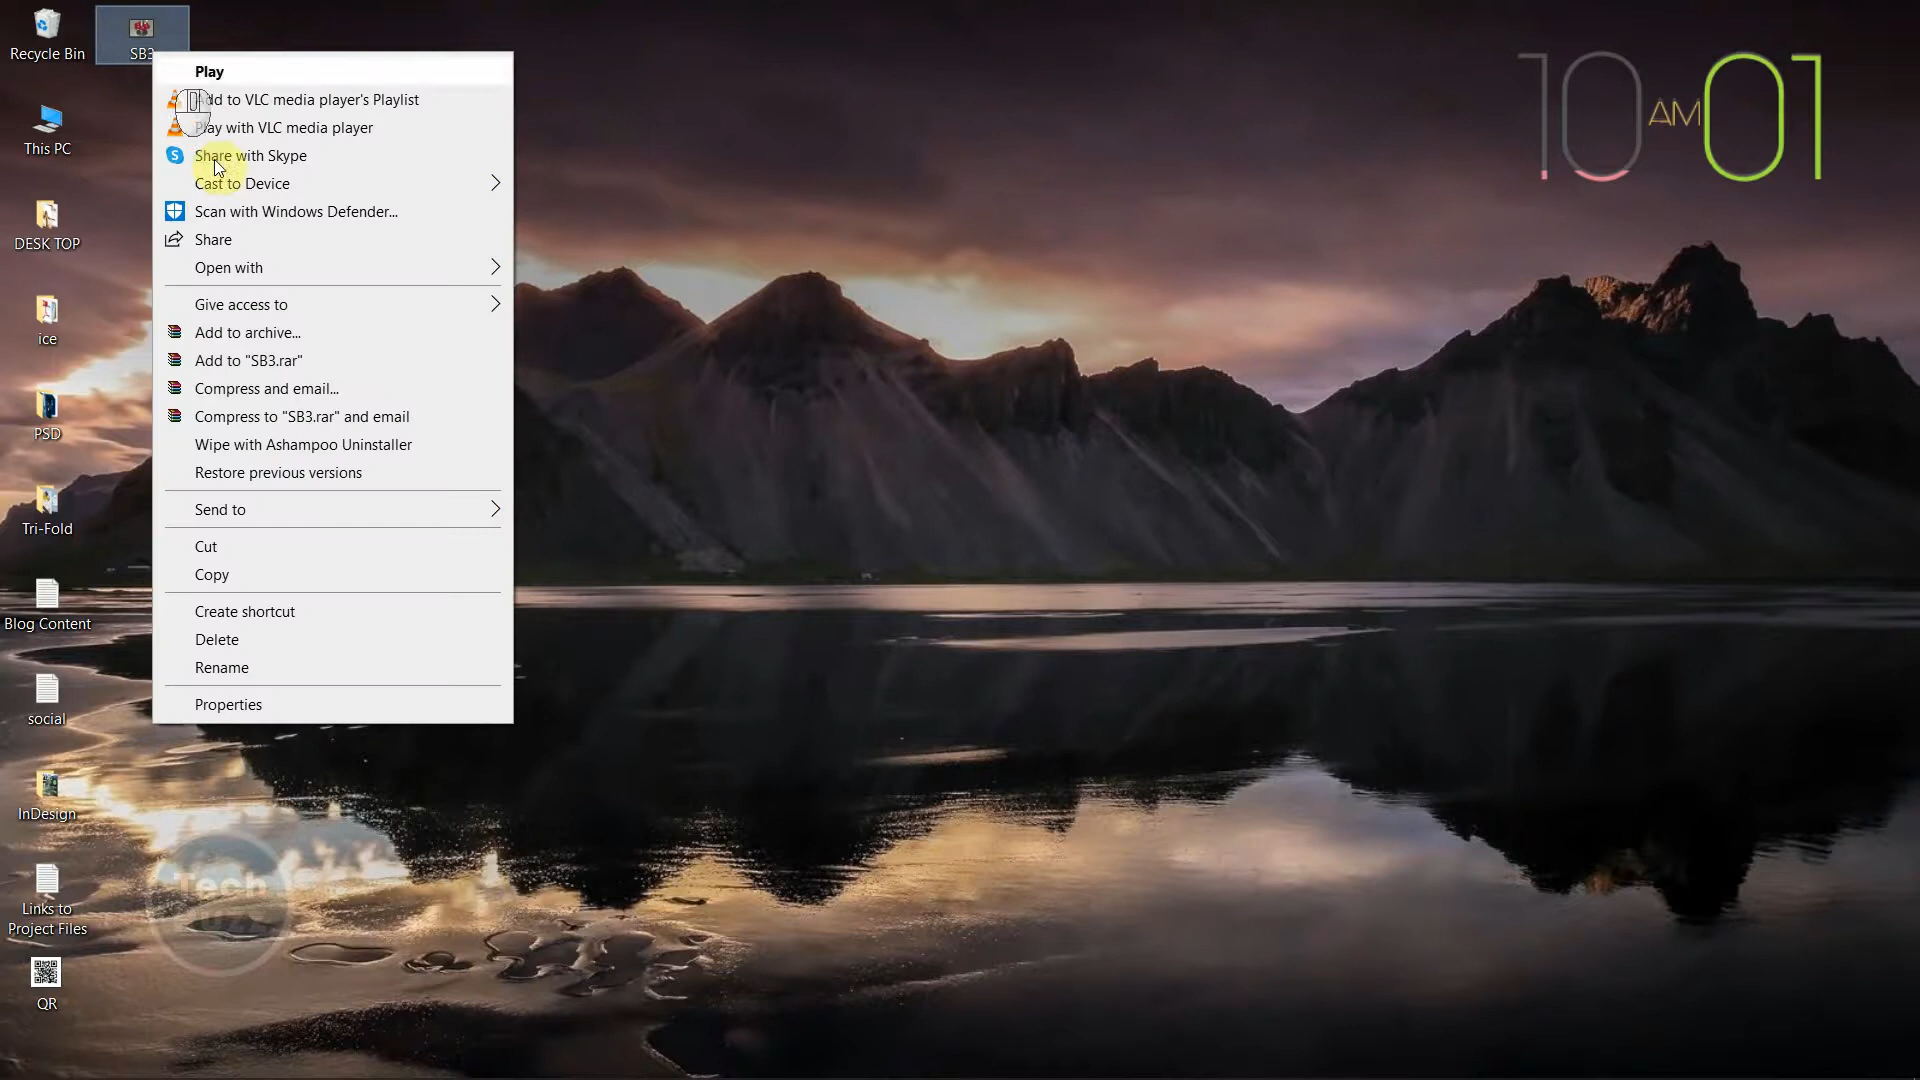 Recycle Bin
SB3
This PC
DESK TOP
ice
PSD
Tri-Fold
Blog Content
social
InDesign
Links to
Project Files
QR
Play
Add to VLC media player's Playlist
Play with VLC media player
Share with Skype
Cast to Device
Scan with Windows Defender...
Share
Open with
Give access to
Add to archive...
Add to "SB3.rar"
Compress and email...
Compress to "SB3.rar" and email
Wipe with Ashampoo Uninstaller
Restore previous versions
Send to
Cut
Copy
Create shortcut
Delete
Rename
Properties
10 AM 01
Tech